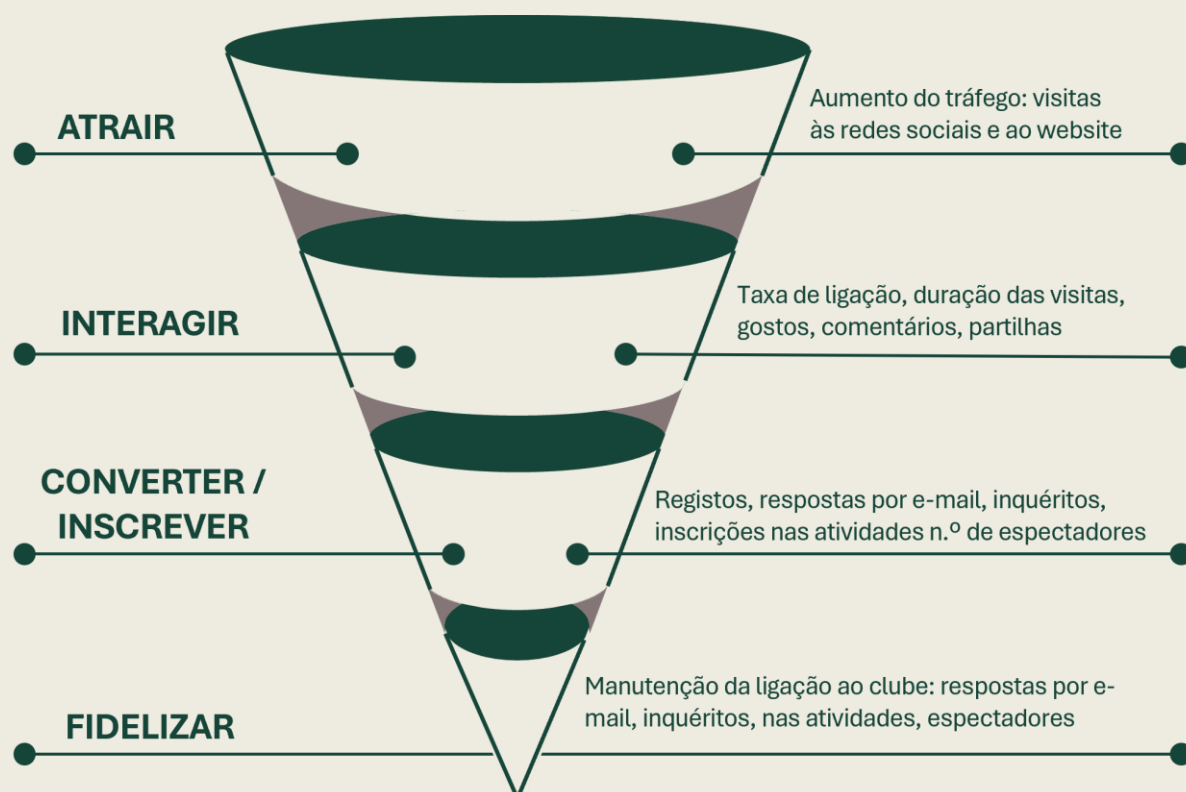 ATRAIR
Aumento do tráfego: visitas
às redes sociais e ao website
INTERAGIR
Taxa de ligação, duração das visitas,
gostos, comentários, partilhas
CONVERTER /
INSCREVER
Registos, respostas por e-mail, inquéritos,
inscrições nas atividades n.º de espectadores
FIDELIZAR
Manutenção da ligação ao clube: respostas por e-
mail, inquéritos, nas atividades, espectadores